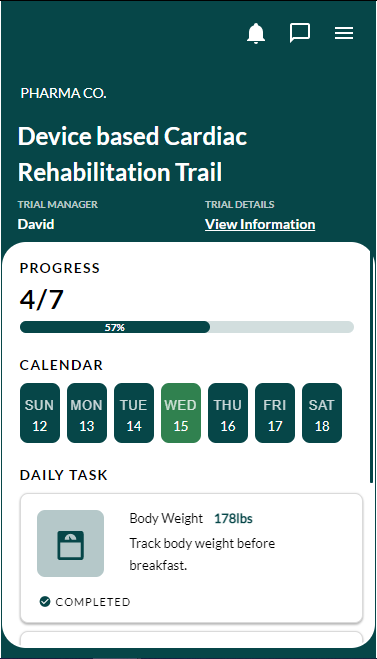 PHARMA CO.
Device based Cardiac
Rehabilitation Trail
TRIAL MANAGER TRIAL DETAILS
David View Information
PROGRESS
4/7
57%
CALENDAR
SUN MON TUE WED THU FRI SAT
12 13 14 15 16 17 18
DAILY TASK
Body Weight 178lbs
Track body weight before
breakfast.
COMPLETED